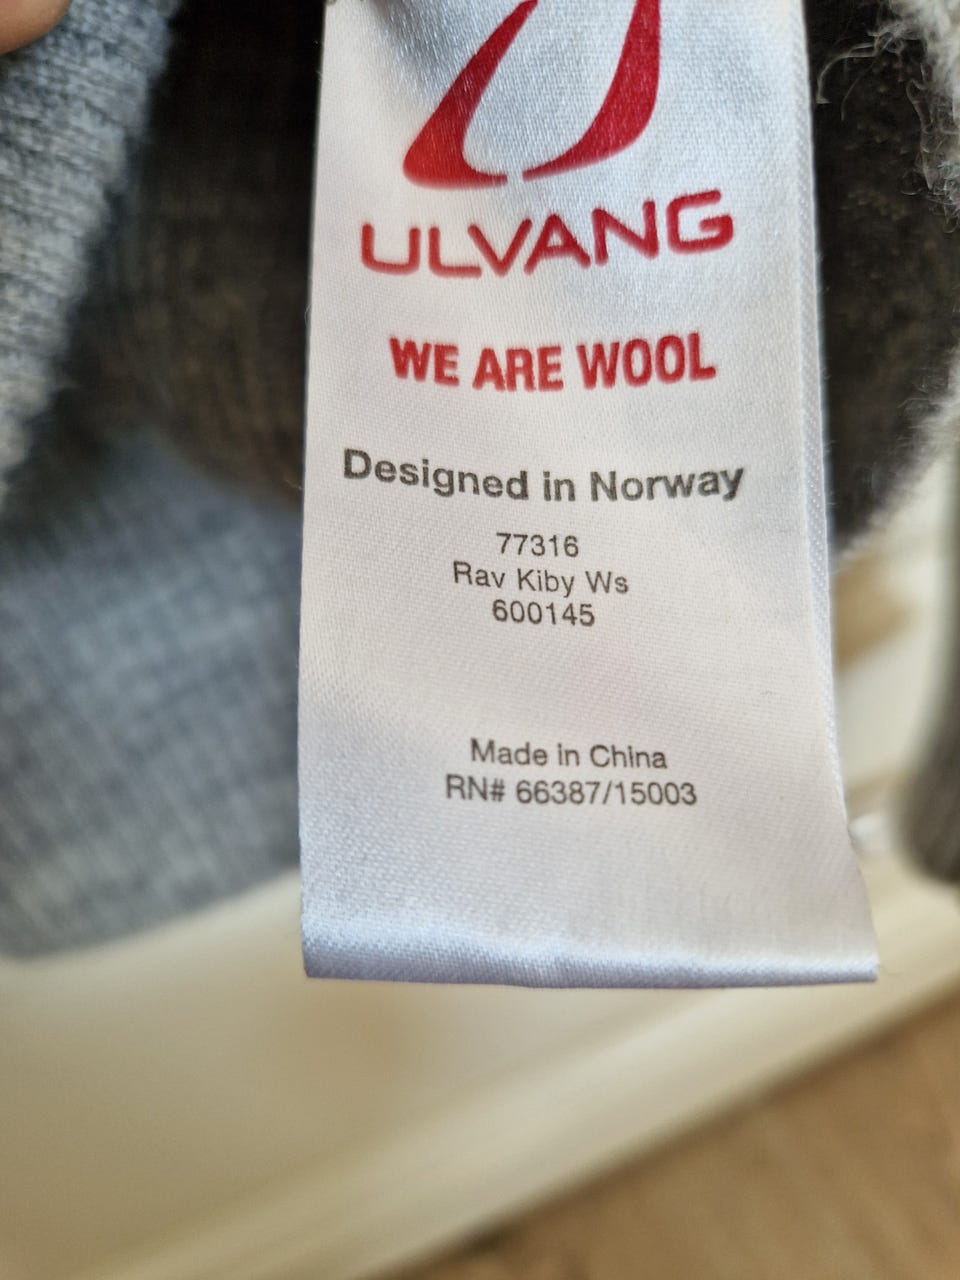 ULVANG
WE ARE WOOL
Designed in Norway
77316
Rav Kiby Ws
600145
Made in China
RN# 66387/15003